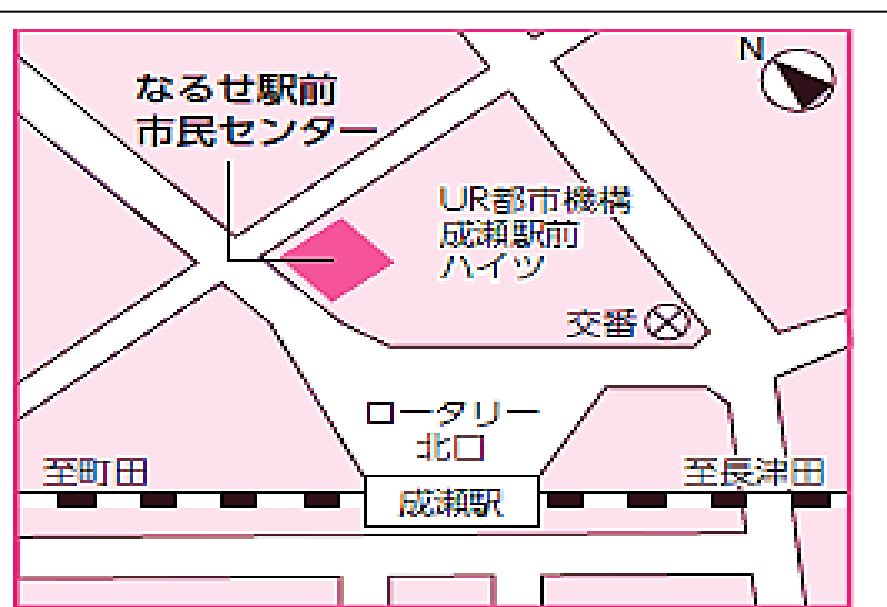 N
なるせ駅前
市民センター
UR都市機構
成瀬駅前
ハイツ
交番
ロータリー
北口
至町田
至長津田
成瀬駅